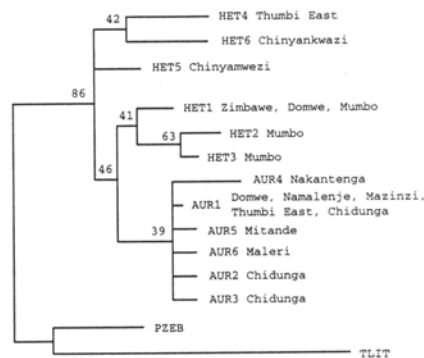 42
HET4 Thumbi East
HET6 Chinyankwazi
HET5 Chinyamwezi
86
41
HET1 Zimbawe, Domwe, Mumbo
63
HET2 Mumbo
HET3 Mumbo
46
AUR4 Nakantenga
AUR1 Domwe, Namalenje, Mazinzi,
Thumbi East, Chidunga
39
AUR5 Mitande
AUR6 Maleri
AUR2 Chidunga
AUR3 Chidunga
PZEB
TLIT